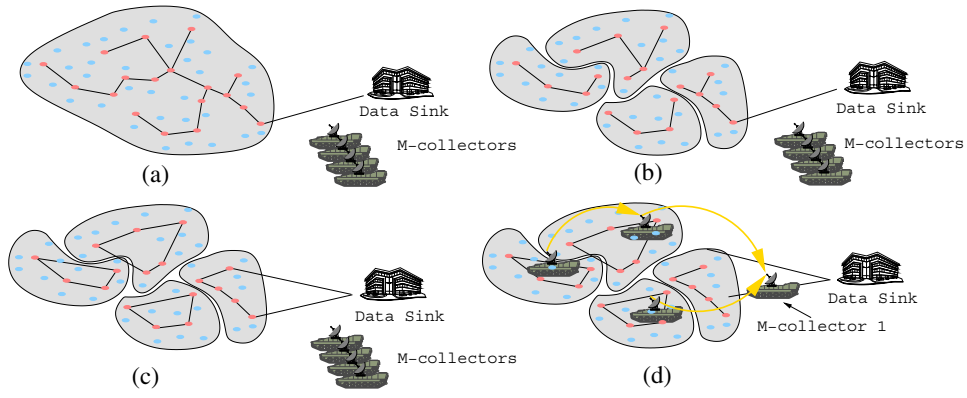 Data Sink
M-collectors
(a)
Data Sink
M-collectors
(b)
Data Sink
M-collectors
(c)
Data Sink
M-collector 1
(d)